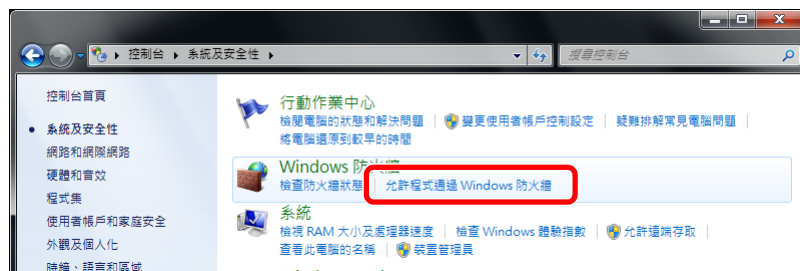 控制台 系統及安全性
搜尋控制台
控制台首頁
系統及安全性
網路和網際網路
硬體和音效
程式集
使用者帳戶和家庭安全
外觀及個人化
時鐘、語言和區域
行動作業中心
檢閱電腦的狀態和解決問題 變更使用者帳戶控制設定 疑難排解常見電腦問題
將電腦還原到較早的時間
Windows 防火牆
檢查防火牆狀態 允許程式通過 Windows 防火牆
系統
檢視 RAM 大小及處理器速度 檢查 Windows 體驗指數 允許遠端存取
查看此電腦的名稱 裝置管理員